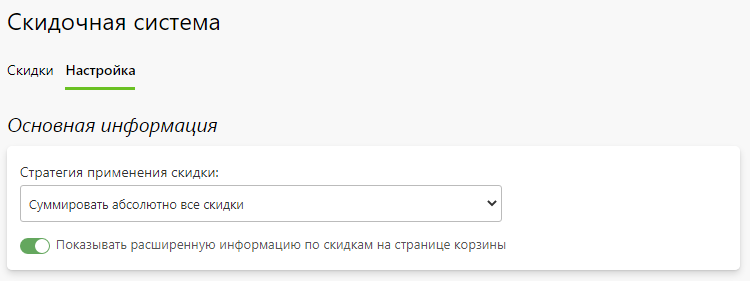 Скидочная система
Скидки Настройка
Основная информация
Стратегия применения скидки:
Суммировать абсолютно все скидки
Показывать расширенную информацию по скидкам на странице корзины